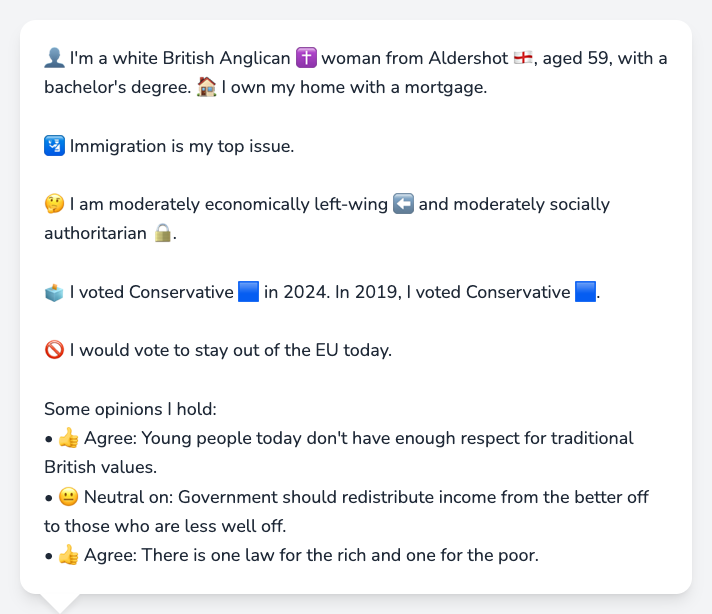 👤 I'm a white British Anglican ✝️ woman from Aldershot 🏴󠁧󠁢󠁥󠁮󠁧󠁿, aged 59, with a
bachelor's degree. 🏠 I own my home with a mortgage.
🛂 Immigration is my top issue.
🤔 I am moderately economically left-wing ⬅️ and moderately socially
authoritarian 🔒.
🗳️ I voted Conservative 🟦 in 2024. In 2019, I voted Conservative 🟦.
🚫 I would vote to stay out of the EU today.
Some opinions I hold:
• 👍 Agree: Young people today don't have enough respect for traditional
British values.
• 😐 Neutral on: Government should redistribute income from the better off
to those who are less well off.
• 👍 Agree: There is one law for the rich and one for the poor.